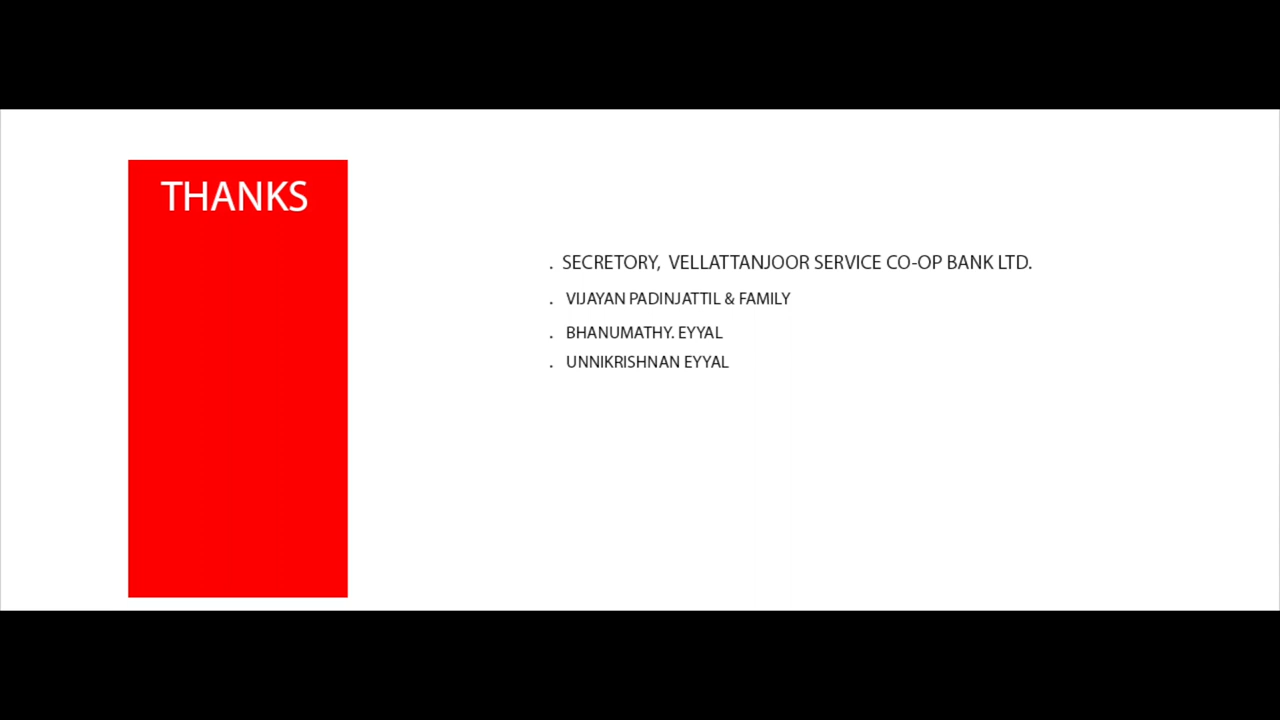 THANKS
. SECRETORY, VELLATTANJOOR SERVICE CO-OP BANK LTD.
. VIJAYAN PADINJATTIL & FAMILY
. BHANUMATHY. EYYAL
. UNNIKRISHNAN EYYAL